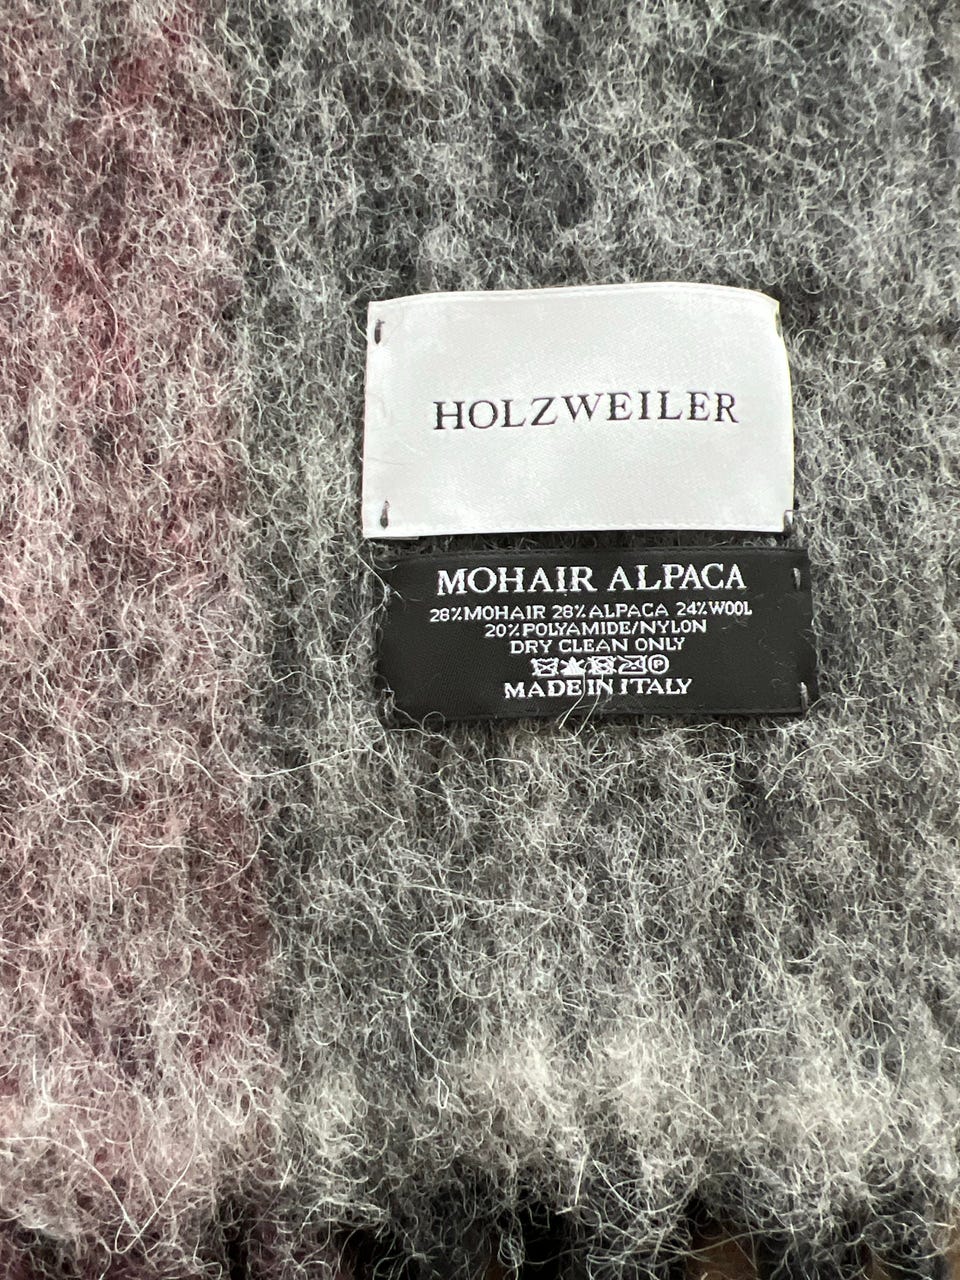 HOLZWEILER
MOHAIR ALPACA
28%MOHAIR 28%ALPACA 24%WOOL
20%POLYAMIDE/NYLON
DRY CLEAN ONLY
Ⓟ
MADE IN ITALY